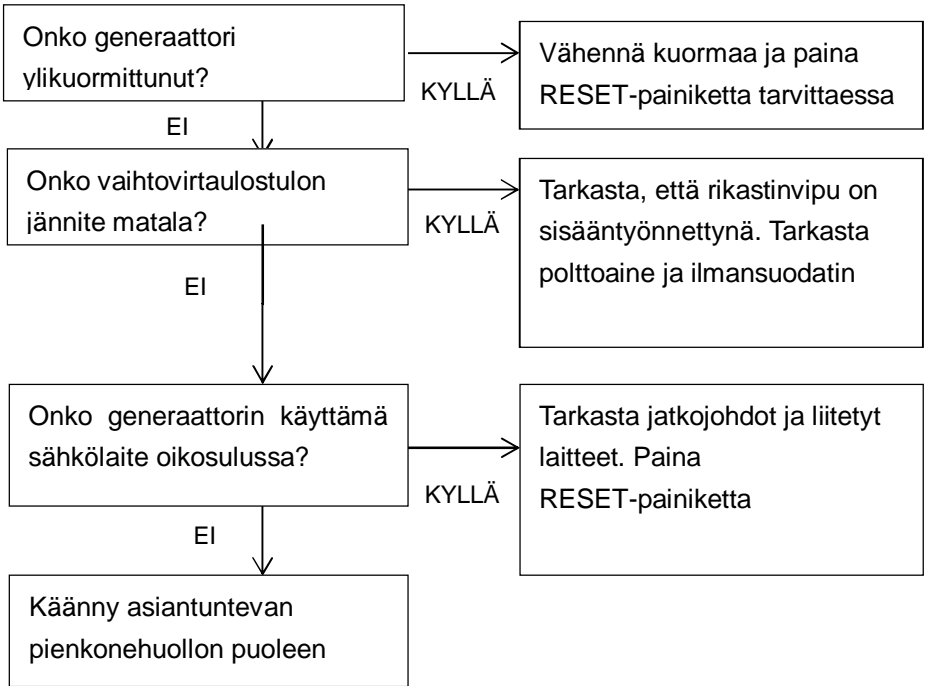 Onko generaattori
ylikuormittunut?
KYLLÄ
Vähennä kuormaa ja paina
RESET-painiketta tarvittaessa
EI
Onko vaihtovirtaulostulon
jännite matala?
KYLLÄ
Tarkasta, että rikastinvipu on
sisääntyönnettynä. Tarkasta
polttoaine ja ilmansuodatin
EI
Onko generaattorin käyttämä
sähkölaite oikosulussa?
KYLLÄ
Tarkasta jatkojohdot ja liitetyt
laitteet. Paina
RESET-painiketta
EI
Käänny asiantuntevan
pienkonehuollon puoleen